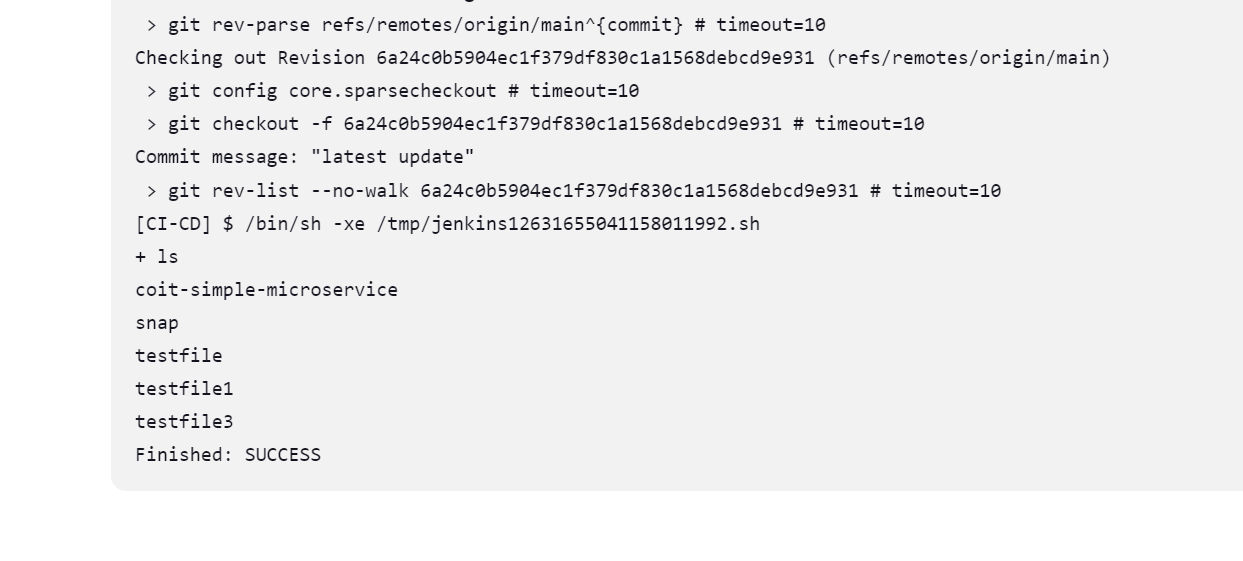 > git rev-parse refs/remotes/origin/main^{commit} # timeout=10
Checking out Revision 6a24c0b5904ec1f379df830c1a1568debcd9e931 (refs/remotes/origin/main)
> git config core.sparsecheckout # timeout=10
> git checkout -f 6a24c0b5904ec1f379df830c1a1568debcd9e931 # timeout=10
Commit message: "latest update"
> git rev-list --no-walk 6a24c0b5904ec1f379df830c1a1568debcd9e931 # timeout=10
[CI-CD] $ /bin/sh -xe /tmp/jenkins12631655041158011992.sh
+ ls
coit-simple-microservice
snap
testfile
testfile1
testfile3
Finished: SUCCESS